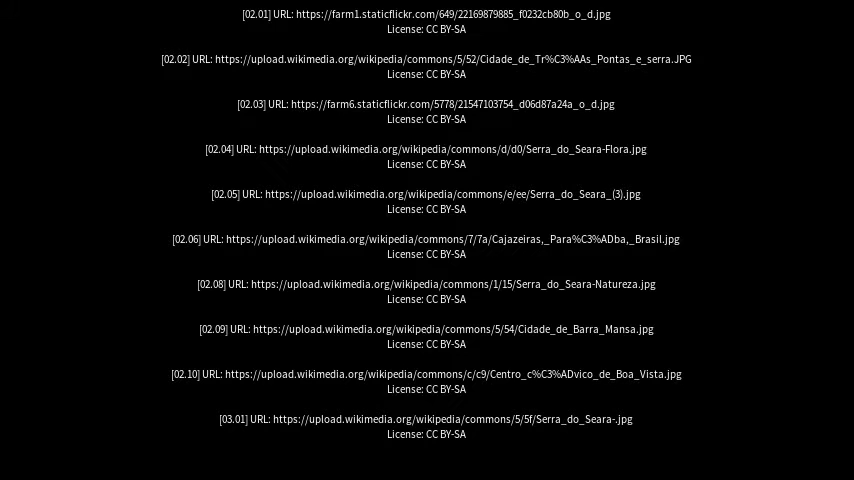 [02.01] URL: https://farm1.staticflickr.com/649/22169879885_f0232cb80b_o_d.jpg
License: CC BY-SA
[02.02] URL: https://upload.wikimedia.org/wikipedia/commons/5/52/Cidade_de_Tr%C3%AAs_Pontas_e_serra.JPG
License: CC BY-SA
[02.03] URL: https://farm6.staticflickr.com/5778/21547103754_d06d87a24a_o_d.jpg
License: CC BY-SA
[02.04] URL: https://upload.wikimedia.org/wikipedia/commons/d/d0/Serra_do_Seara-Flora.jpg
License: CC BY-SA
[02.05] URL: https://upload.wikimedia.org/wikipedia/commons/e/ee/Serra_do_Seara_(3).jpg
License: CC BY-SA
[02.06] URL: https://upload.wikimedia.org/wikipedia/commons/7/7a/Cajazeiras,_Para%C3%ADba,_Brasil.jpg
License: CC BY-SA
[02.08] URL: https://upload.wikimedia.org/wikipedia/commons/1/15/Serra_do_Seara-Natureza.jpg
License: CC BY-SA
[02.09] URL: https://upload.wikimedia.org/wikipedia/commons/5/54/Cidade_de_Barra_Mansa.jpg
License: CC BY-SA
[02.10] URL: https://upload.wikimedia.org/wikipedia/commons/c/c9/Centro_c%C3%ADvico_de_Boa_Vista.jpg
License: CC BY-SA
[03.01] URL: https://upload.wikimedia.org/wikipedia/commons/5/5f/Serra_do_Seara-.jpg
License: CC BY-SA